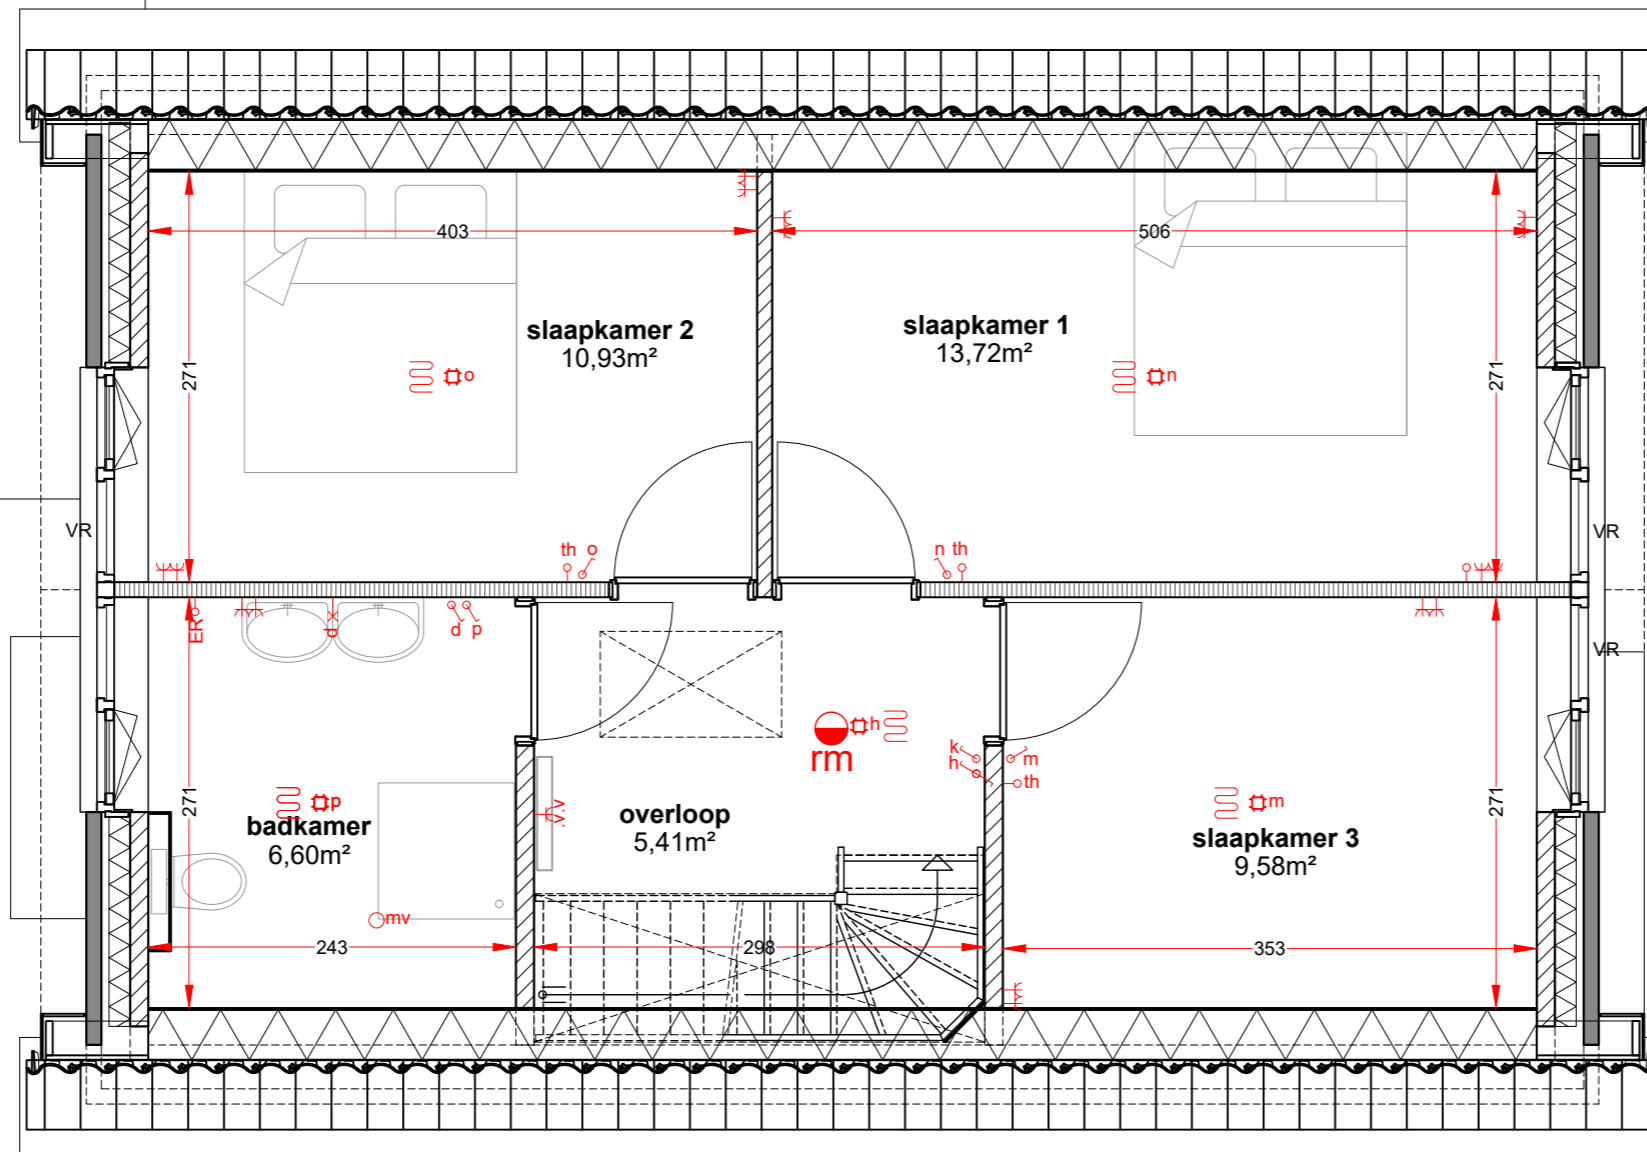 403
506
slaapkamer 2
10,93m²
slaapkamer 1
13,72m²
271
271
o
n
VR
VR
th o
n th
ER
d
d p
VR
h
rm
k
h
m
th
271
271
p
badkamer
6,60m²
v.v.
overloop
5,41m²
m
slaapkamer 3
9,58m²
mv
243
298
353